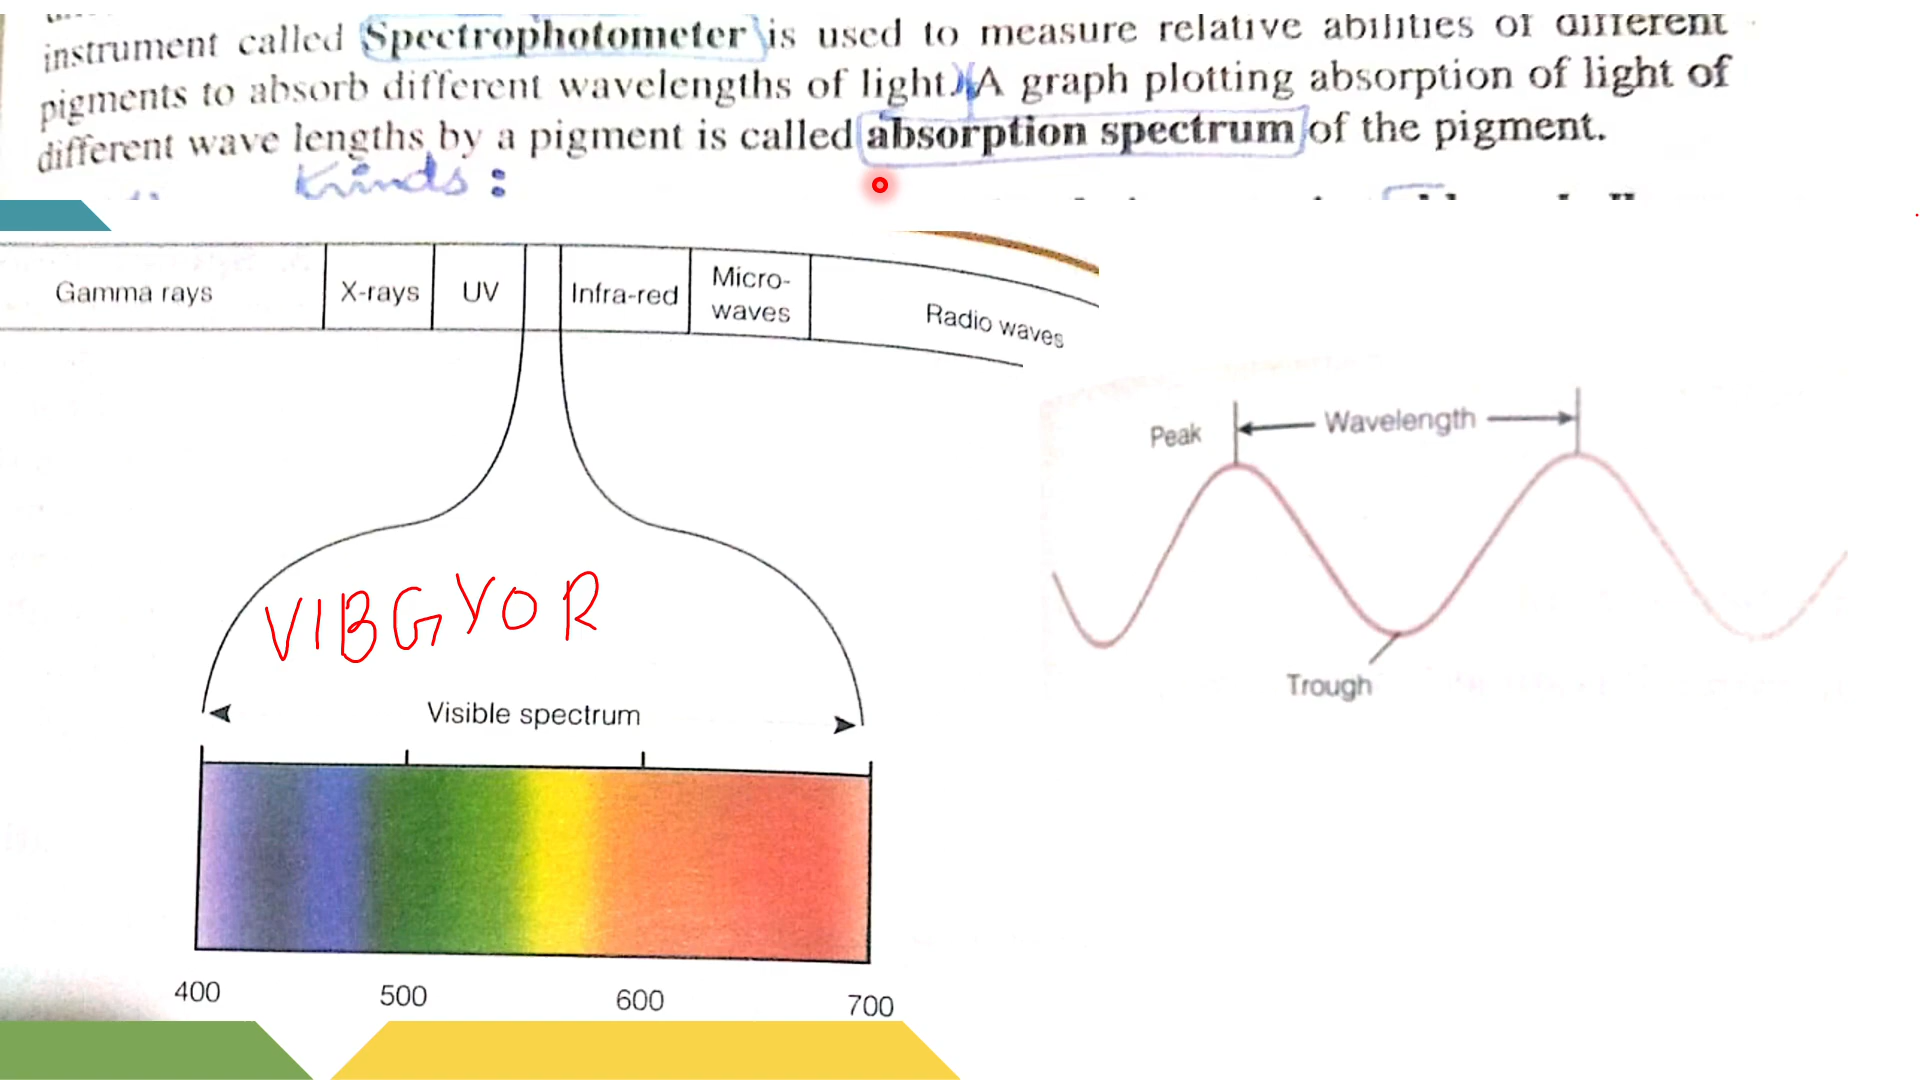 instrument called Spectrophotometer is used to measure relative abilities of different
pigments to absorb different wavelengths of light.) A graph plotting absorption of light of
different wave lengths by a pigment is called absorption spectrum of the pigment.
Kinds:
Gamma rays X-rays UV Infra-red Micro-
waves Radio waves
Peak Wavelength
Trough
VIBGYOR
Visible spectrum
400 500 600 700